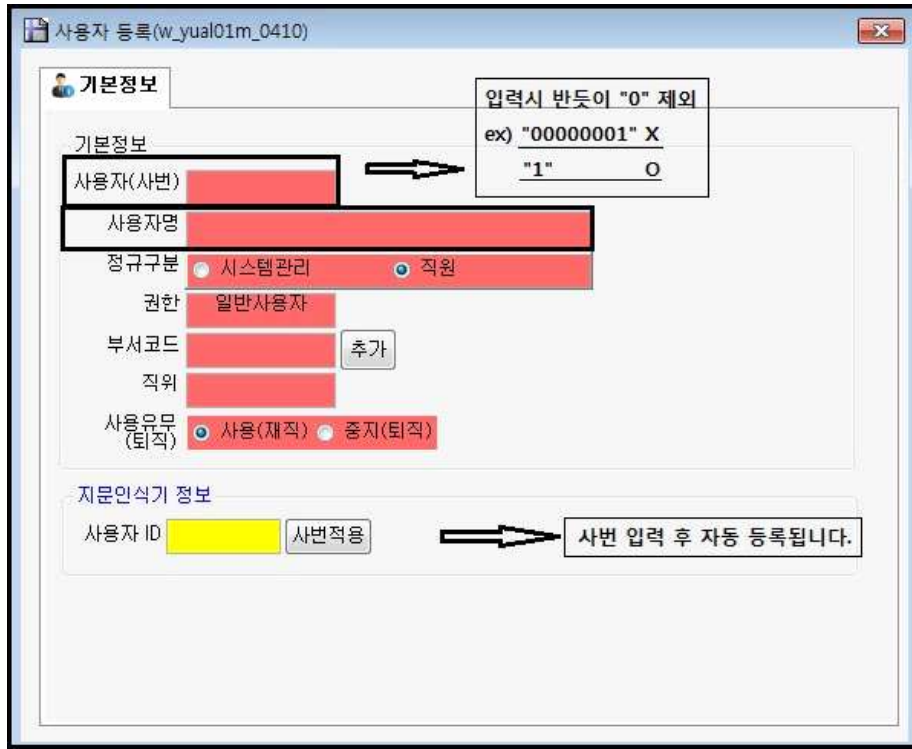 사용자 등록(w_yual01m_0410)
기본정보
입력시 반듯이 "0" 제외
ex) "00000001" X
"1" O
기본정보
사용자(사번)
사용자명
정규구분 시스템관리 직원
권한 일반사용자
부서코드 추가
직위
사용유무
(퇴직) 사용(재직) 중지(퇴직)
지문인식기 정보
사용자 ID 사번적용
사번 입력 후 자동 등록됩니다.